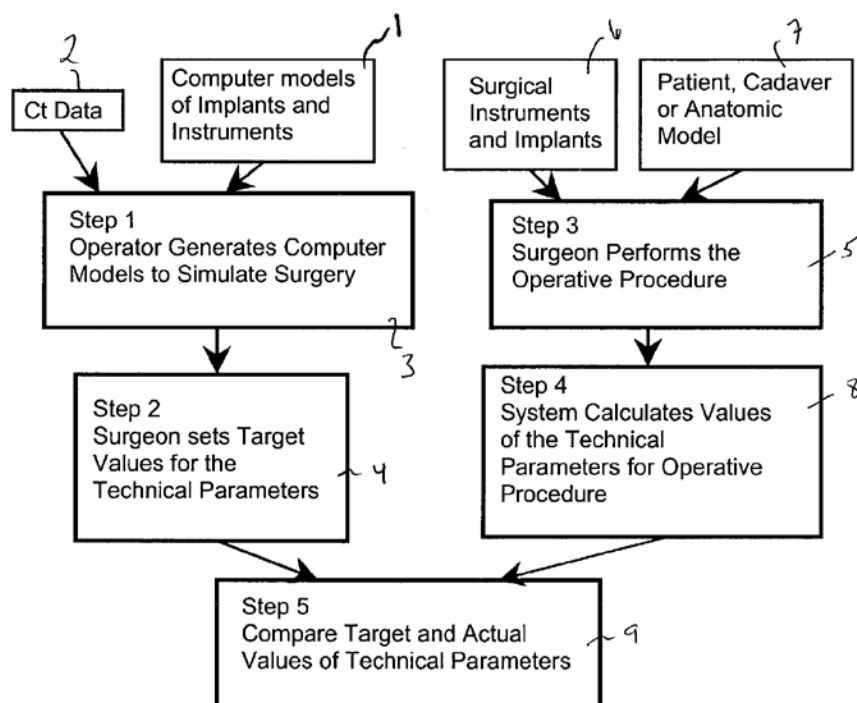 2
1
Ct Data
Computer models
of Implants and
Instruments
6
7
Surgical
Instruments
and Implants
Patient, Cadaver
or Anatomic
Model
Step 1
Operator Generates Computer
Models to Simulate Surgery
3
Step 3
Surgeon Performs the
Operative Procedure
5
Step 2
Surgeon sets Target
Values for the
Technical Parameters
4
Step 4
System Calculates Values
of the Technical
Parameters for Operative
Procedure
8
Step 5
Compare Target and Actual
Values of Technical Parameters
9